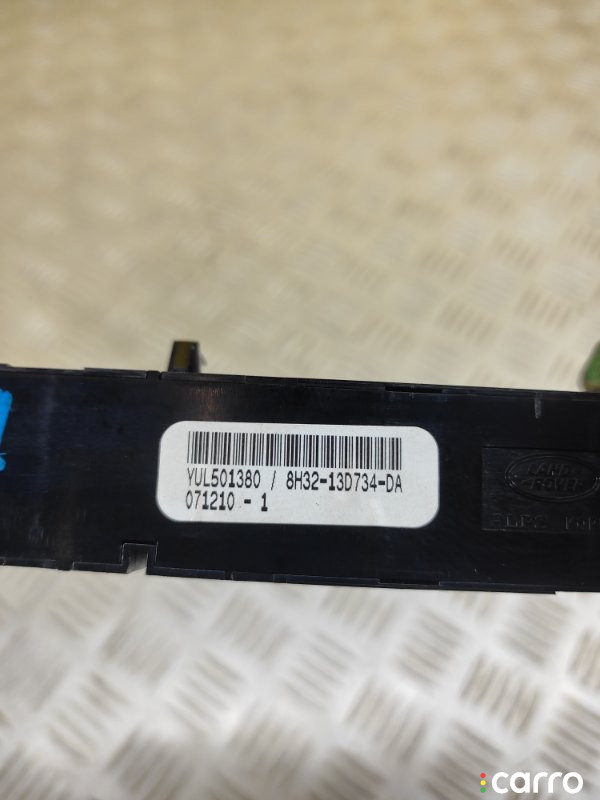 YUL501380 / 8H32-13D734-DA
071210 - 1
LAND
ROVER
carro